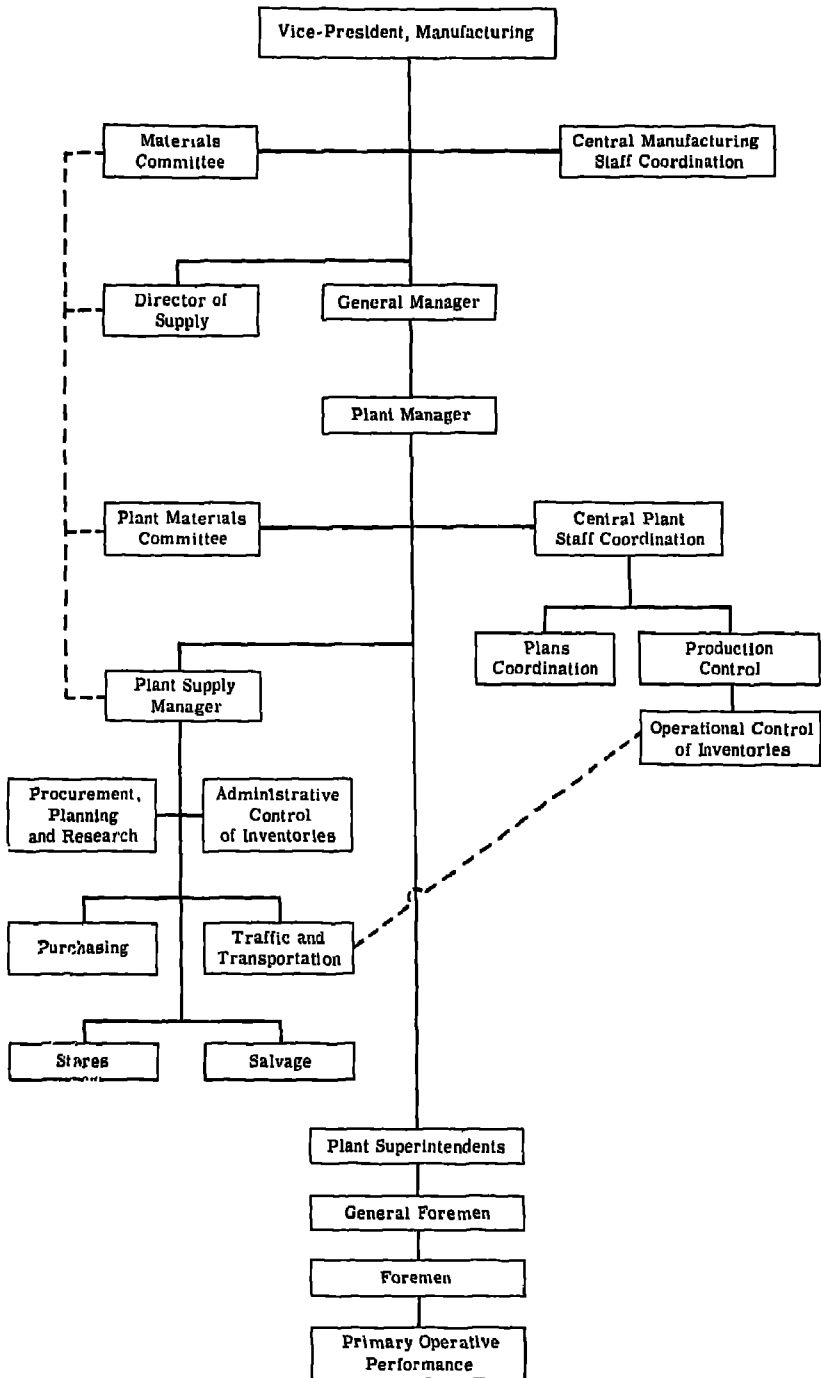 Vice-President, Manufacturing
Materials
Committee
Central Manufacturing
Staff Coordination
Director of
Supply
General Manager
Plant Manager
Plant Materials
Committee
Central Plant
Staff Coordination
Plans
Coordination
Production
Control
Plant Supply
Manager
Operational Control
of Inventories
Procurement,
Planning
and Research
Administrative
Control
of Inventories
Purchasing
Traffic and
Transportation
Stores
Salvage
Plant Superintendents
General Foremen
Foremen
Primary Operative
Performance